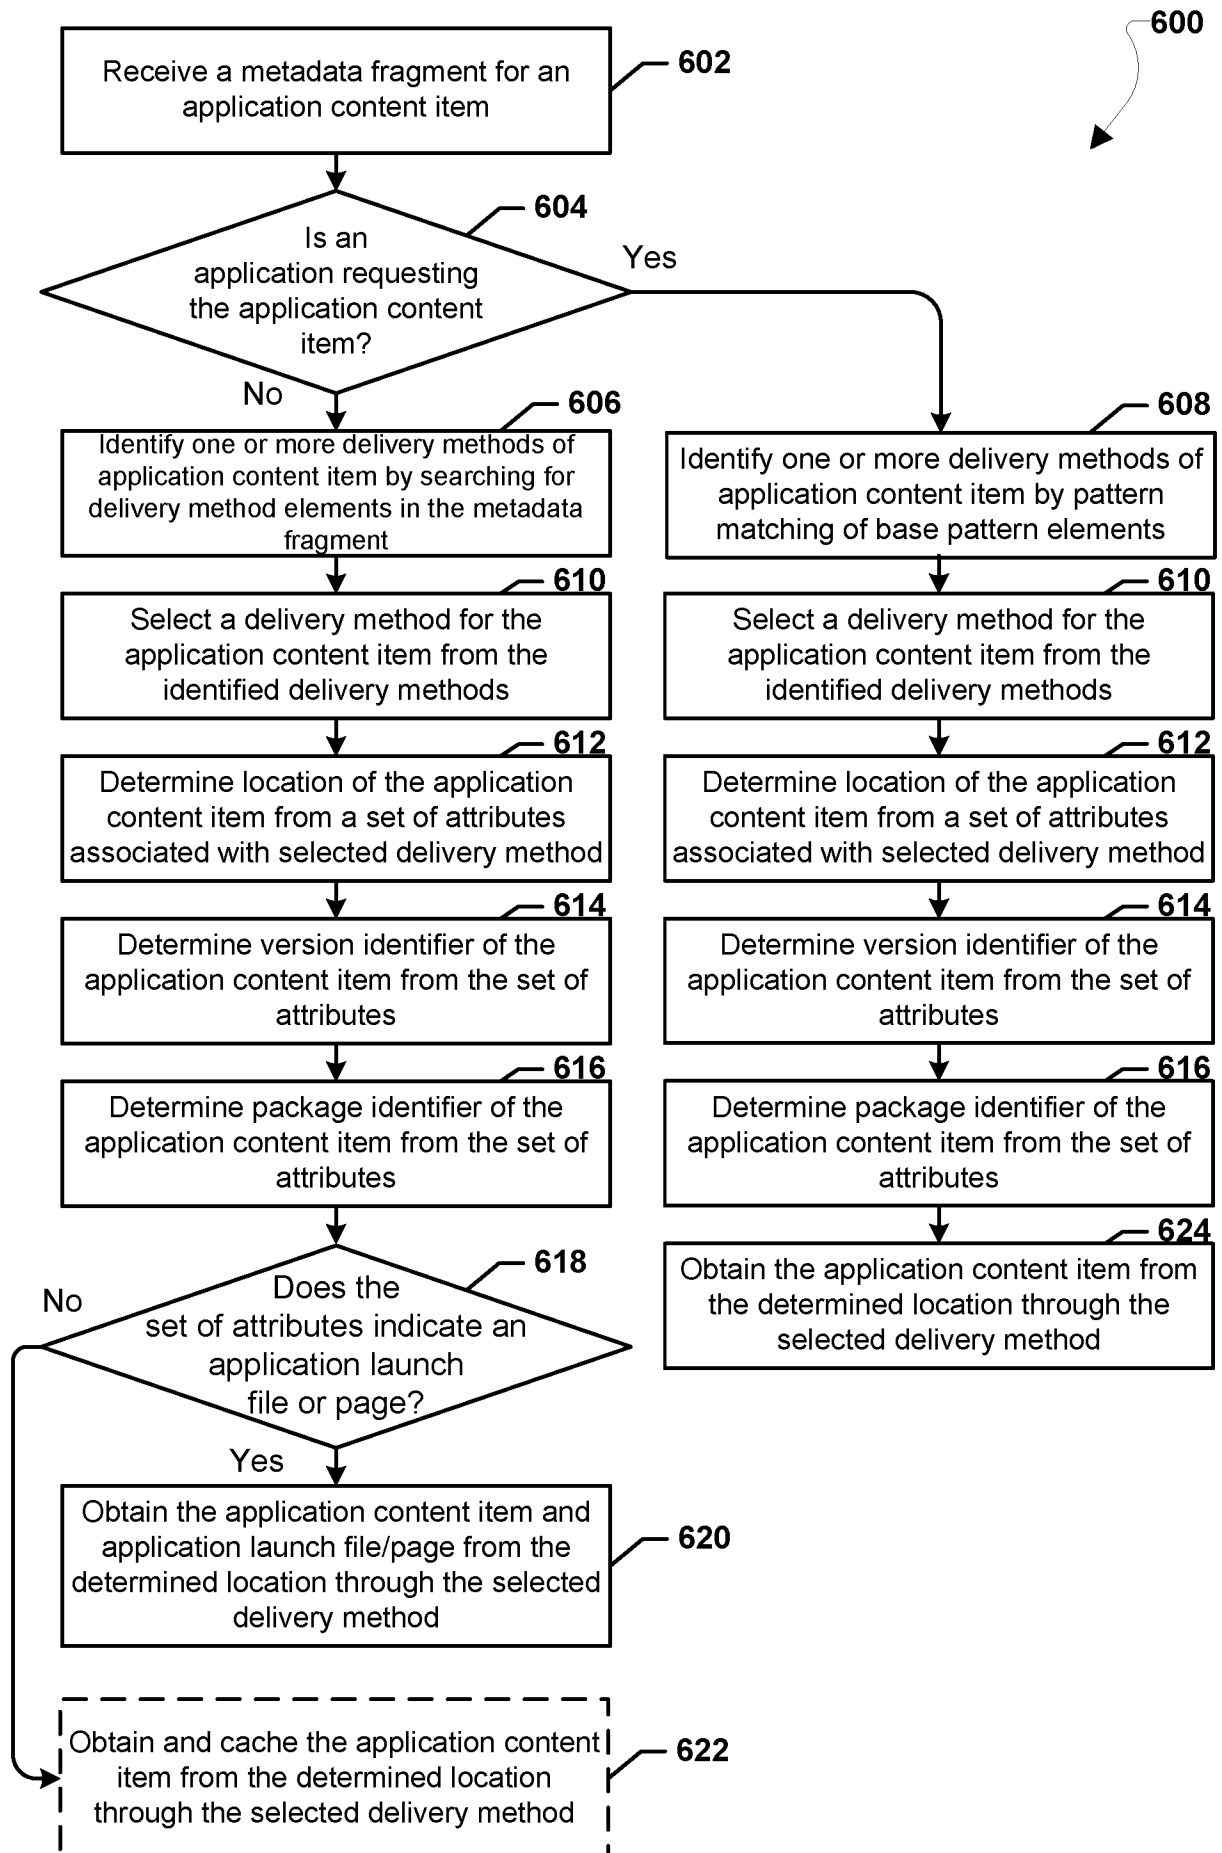 600
Receive a metadata fragment for an
application content item
602
604
Is an
application requesting
the application content
item?
Yes
No
606
Identify one or more delivery methods of
application content item by searching for
delivery method elements in the metadata
fragment
610
Select a delivery method for the
application content item from the
identified delivery methods
612
Determine location of the application
content item from a set of attributes
associated with selected delivery method
614
Determine version identifier of the
application content item from the set of
attributes
616
Determine package identifier of the
application content item from the set of
attributes
618
Does the
set of attributes indicate an
application launch
file or page?
No
Yes
Obtain the application content item and
application launch file/page from the
determined location through the selected
delivery method
620
Obtain and cache the application content
item from the determined location
through the selected delivery method
622
608
Identify one or more delivery methods of
application content item by pattern
matching of base pattern elements
610
Select a delivery method for the
application content item from the
identified delivery methods
612
Determine location of the application
content item from a set of attributes
associated with selected delivery method
614
Determine version identifier of the
application content item from the set of
attributes
616
Determine package identifier of the
application content item from the set of
attributes
624
Obtain the application content item from
the determined location through the
selected delivery method